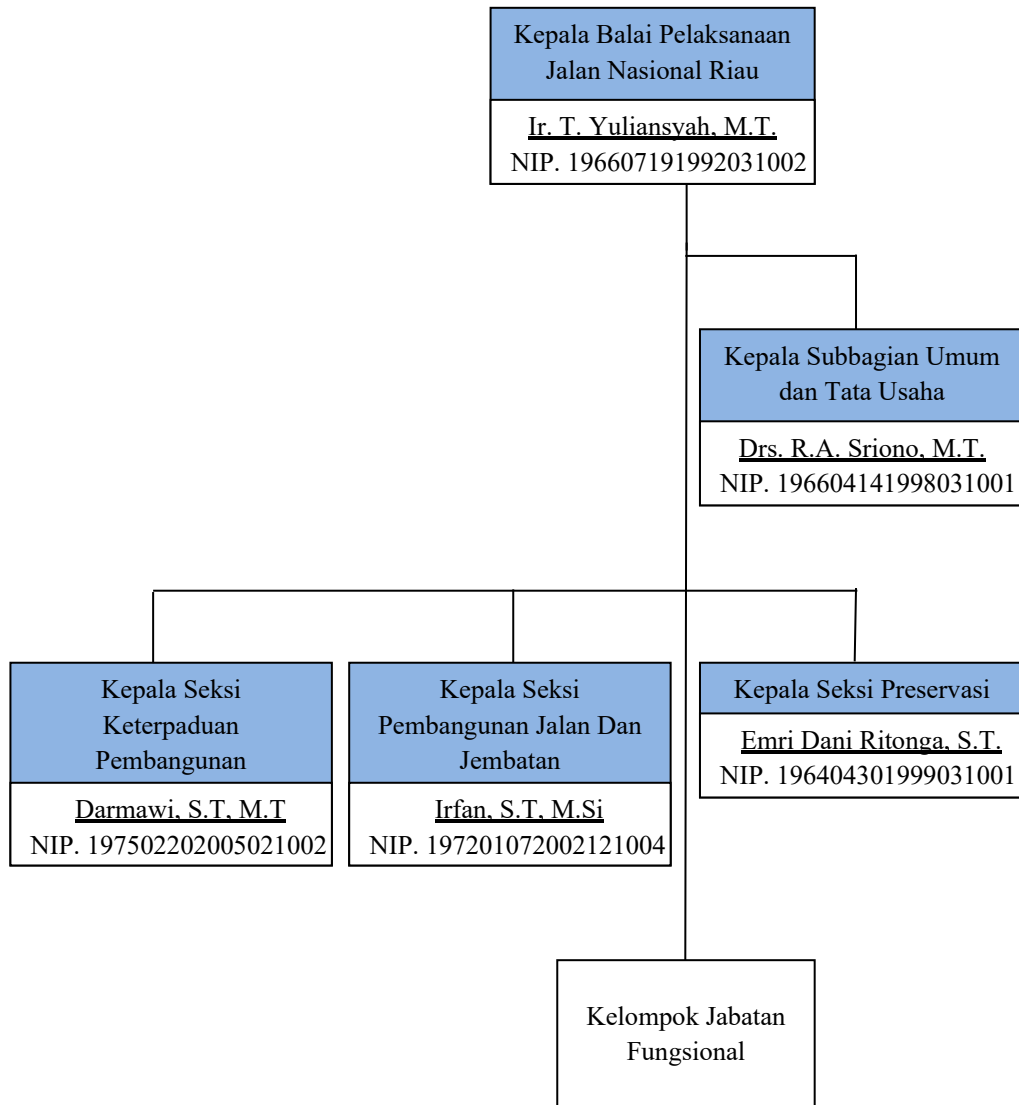 Kepala Balai Pelaksanaan
Jalan Nasional Riau
Ir. T. Yuliansyah, M.T.
NIP. 196607191992031002
Kepala Subbagian Umum
dan Tata Usaha
Drs. R.A. Sriono, M.T.
NIP. 196604141998031001
Kepala Seksi
Keterpaduan
Pembangunan
Darmawi, S.T, M.T
NIP. 197502202005021002
Kepala Seksi
Pembangunan Jalan Dan
Jembatan
Irfan, S.T, M.Si
NIP. 197201072002121004
Kepala Seksi Preservasi
Emri Dani Ritonga, S.T.
NIP. 196404301999031001
Kelompok Jabatan
Fungsional